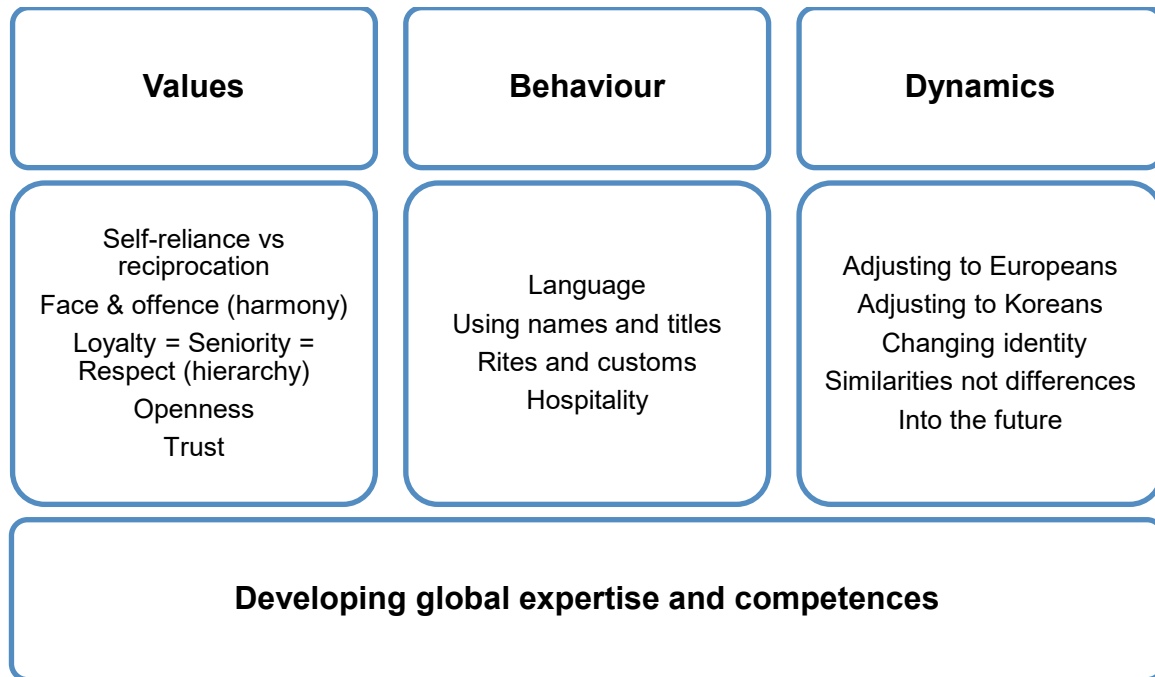 Values
Self-reliance vs
reciprocation
Face & offence (harmony)
Loyalty = Seniority =
Respect (hierarchy)
Openness
Trust
Behaviour
Language
Using names and titles
Rites and customs
Hospitality
Dynamics
Adjusting to Europeans
Adjusting to Koreans
Changing identity
Similarities not differences
Into the future
Developing global expertise and competences